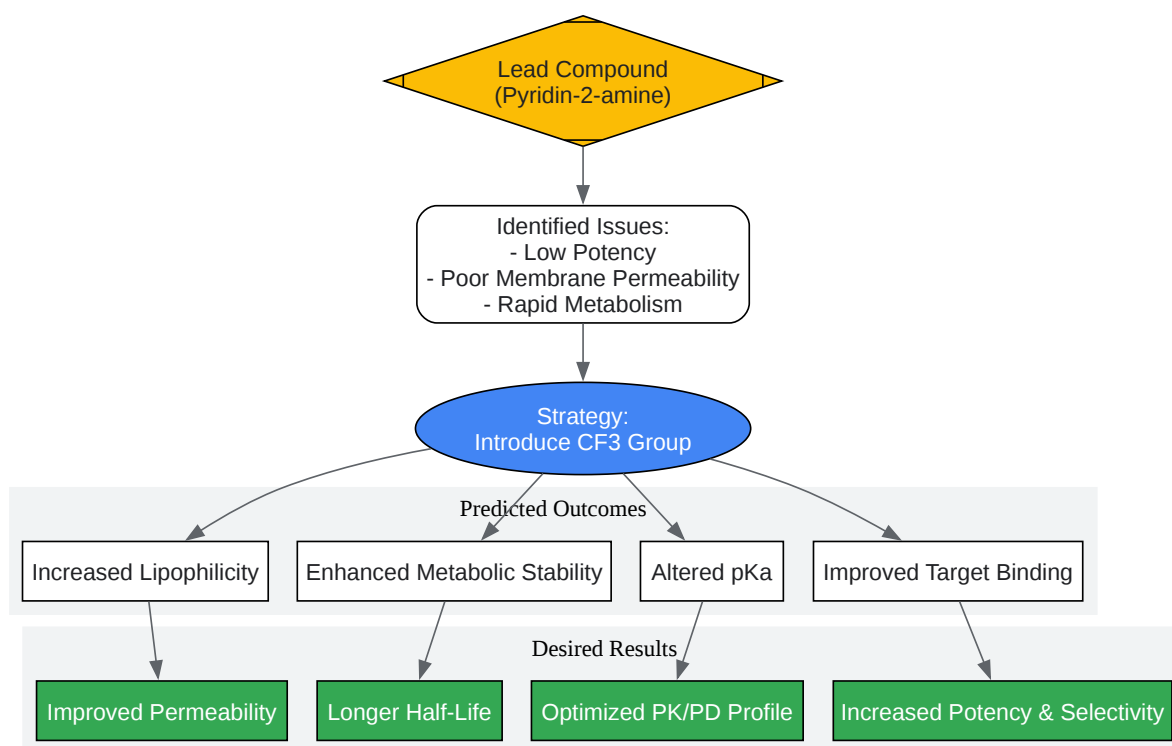 Lead Compound
(Pyridin-2-amine)
Identified Issues:
- Low Potency
- Poor Membrane Permeability
- Rapid Metabolism
Strategy:
Introduce CF3 Group
Predicted Outcomes
Increased Lipophilicity
Enhanced Metabolic Stability
Altered pKa
Improved Target Binding
Desired Results
Improved Permeability
Longer Half-Life
Optimized PK/PD Profile
Increased Potency & Selectivity